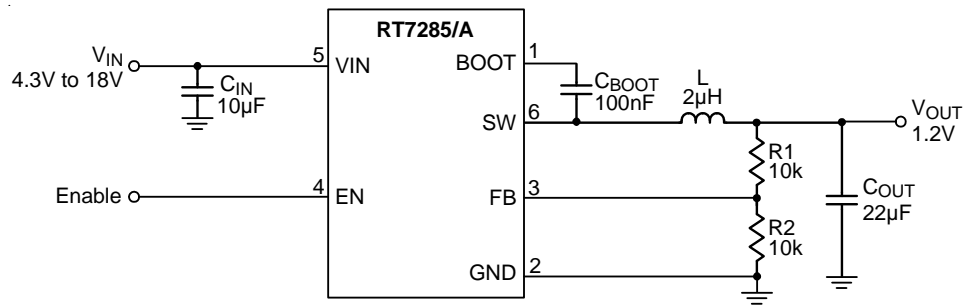 RT7285/A
VIN
4.3V to 18V
CIN
10µF
5
VIN
BOOT
1
CBOOT
100nF
L
2µH
SW
6
VOUT
1.2V
R1
10k
Enable
4
EN
FB
3
COUT
22µF
R2
10k
GND
2